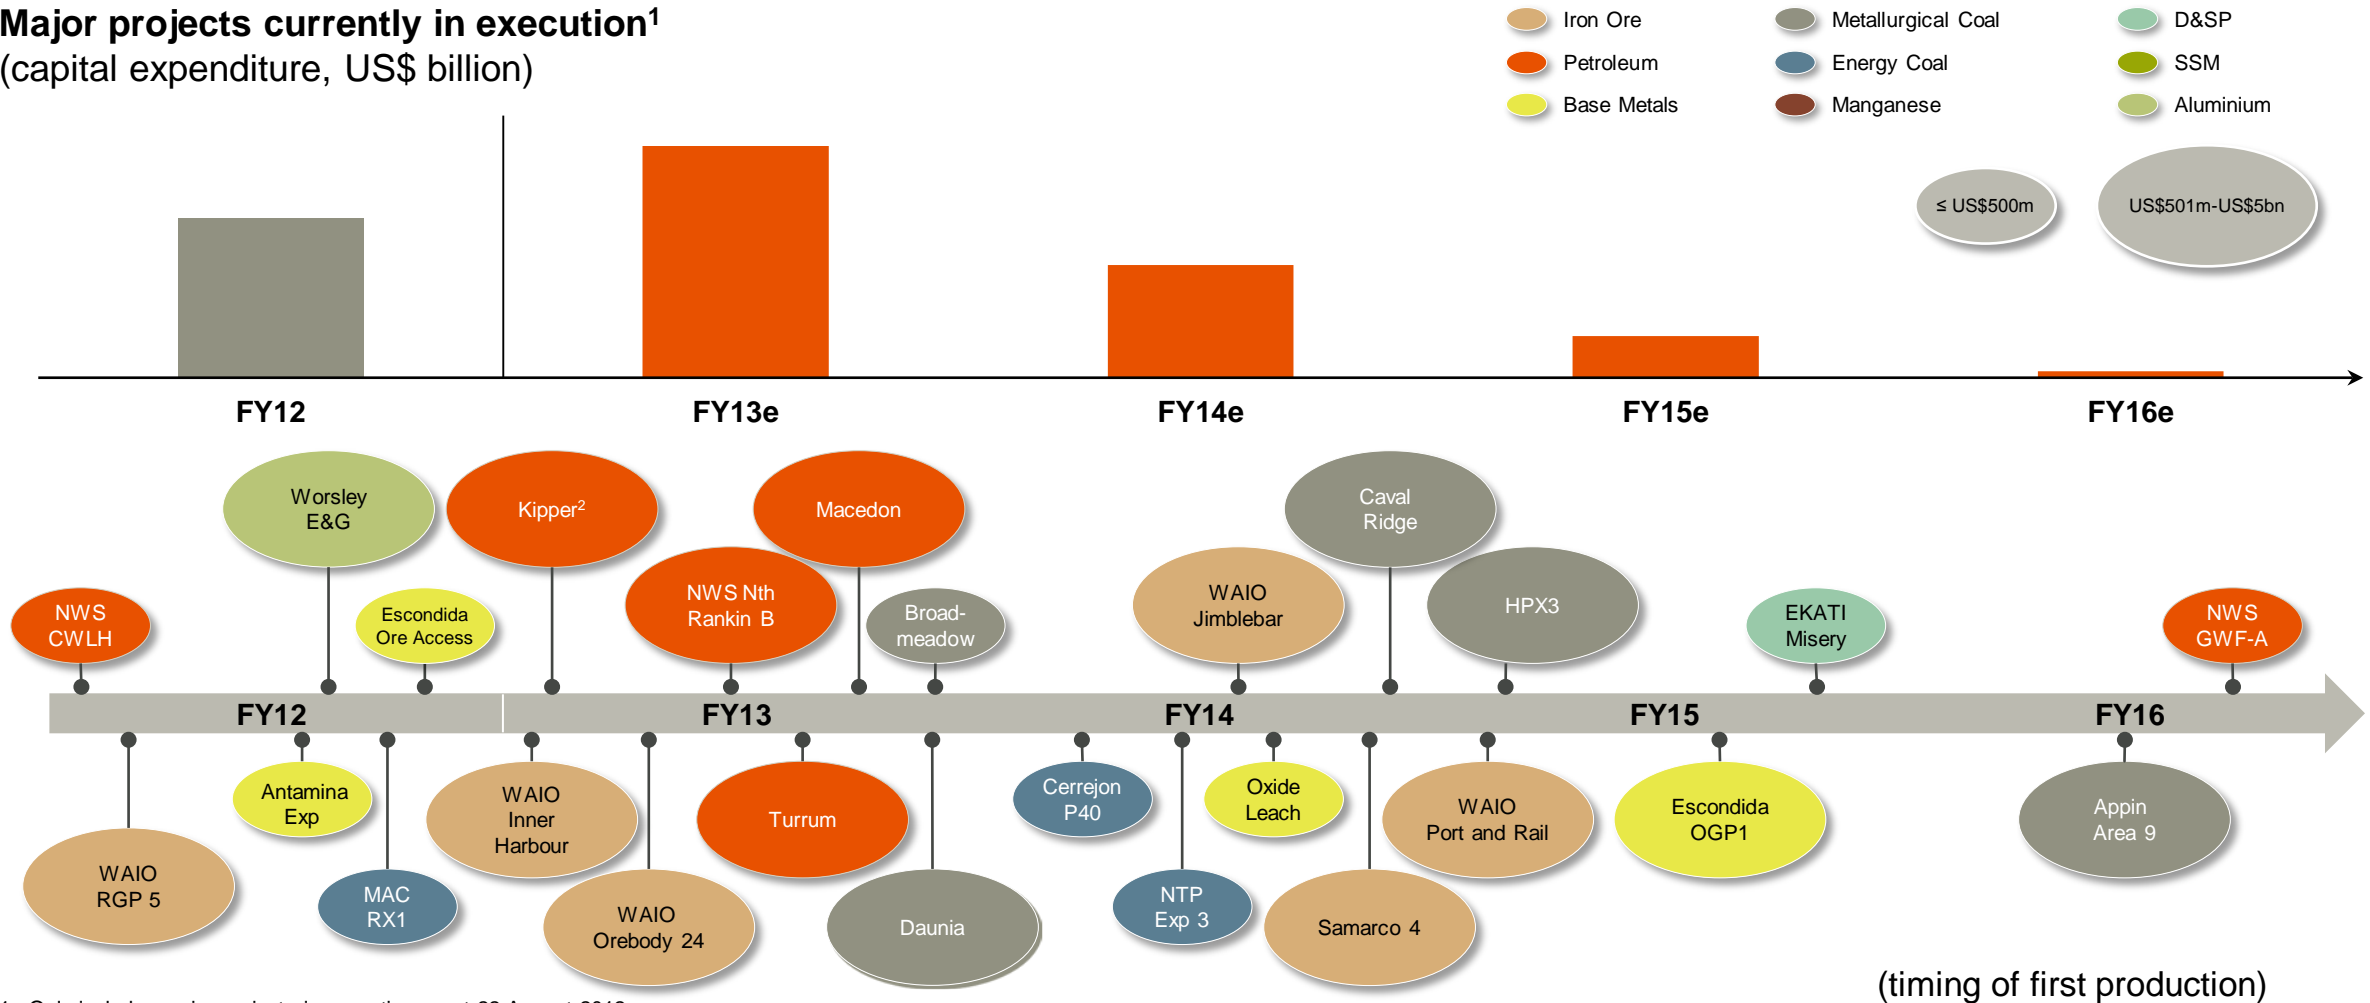 Major projects currently in execution1
(capital expenditure, US$ billion)
Iron Ore
Petroleum
Base Metals
Metallurgical Coal
Energy Coal
Manganese
D&SP
SSM
Aluminium
≤ US$500m
US$501m-US$5bn
FY12
FY13e
FY14e
FY15e
FY16e
Worsley
E&G
Kipper2
Macedon
Caval
Ridge
NWS
CWLH
Escondida
Ore Access
NWS Nth
Rankin B
Broad-
meadow
WAIO
Jimblebar
HPX3
EKATI
Misery
NWS
GWF-A
FY12
FY13
FY14
FY15
FY16
WAIO
RGP 5
Antamina
Exp
MAC
RX1
WAIO
Inner
Harbour
WAIO
Orebody 24
Turrum
Daunia
Cerrejon
P40
NTP
Exp 3
Oxide
Leach
Samarco 4
WAIO
Port and Rail
Escondida
OGP1
Appin
Area 9
(timing of first production)